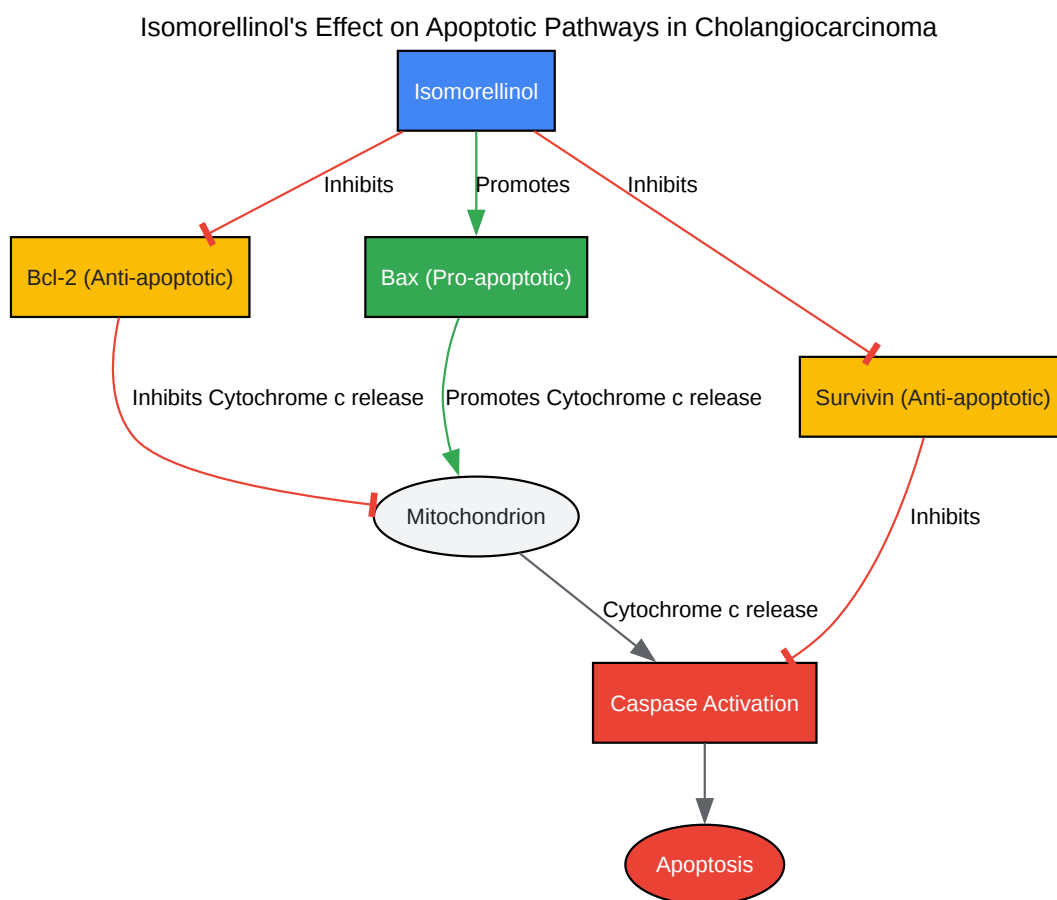 Isomorellinol's Effect on Apoptotic Pathways in Cholangiocarcinoma
Isomorellinol
Inhibits
Promotes
Inhibits
Bcl-2 (Anti-apoptotic)
Bax (Pro-apoptotic)
Survivin (Anti-apoptotic)
Inhibits Cytochrome c release
Promotes Cytochrome c release
Mitochondrion
Inhibits
Cytochrome c release
Caspase Activation
Apoptosis